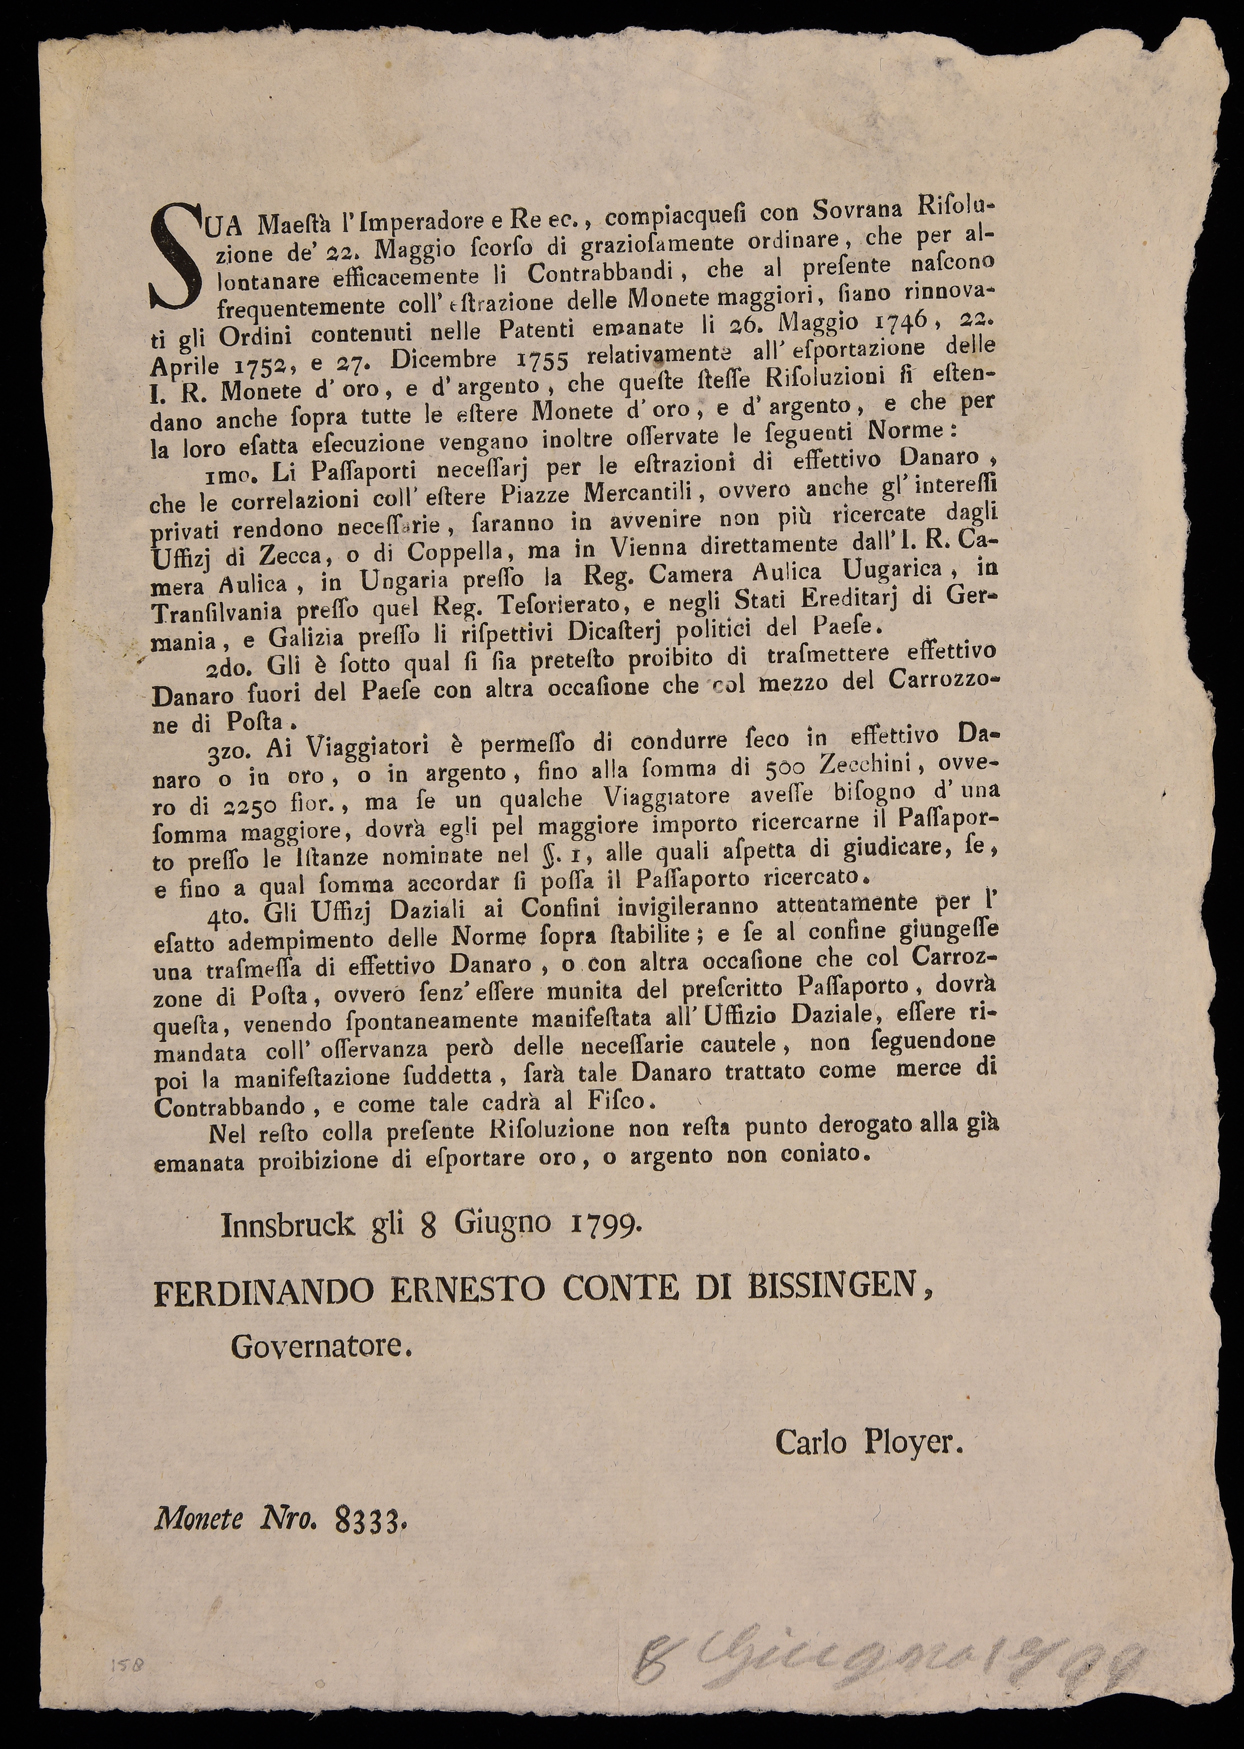 SUA Maeſtà l'Imperadore e Re ec., compiacqueſi con Sovrana Riſolu-
zione de' 22. Maggio ſcorſo di grazioſamente ordinare, che per al-
lontanare efficacemente li Contrabbandi, che al preſente naſcono
frequentemente coll' eſtrazione delle Monete maggiori, ſiano rinnova-
ti gli Ordini contenuti nelle Patenti emanate li 26. Maggio 1746, 22.
Aprile 1752, e 27. Dicembre 1755 relativamente all' eſportazione delle
I. R. Monete d' oro, e d' argento, che queſte ſteſſe Riſoluzioni ſi eſten-
dano anche ſopra tutte le eſtere Monete d' oro, e d' argento, e che per
la loro eſatta eſecuzione vengano inoltre oſſervate le ſeguenti Norme:
1mo. Li Paſſaporti neceſſarj per le eſtrazioni di effettivo Danaro,
che le correlazioni coll' eſtere Piazze Mercantili, ovvero anche gl' intereſſi
privati rendono neceſſarie, ſaranno in avvenire non più ricercate dagli
Uffizj di Zecca, o di Coppella, ma in Vienna direttamente dall' I. R. Ca-
mera Aulica, in Ungaria preſſo la Reg. Camera Aulica Uugarica, in
Tranſilvania preſſo quel Reg. Teſorierato, e negli Stati Ereditarj di Ger-
mania, e Galizia preſſo li riſpettivi Dicaſterj politici del Paeſe.
2do. Gli è ſotto qual ſi ſia preteſto proibito di traſmettere effettivo
Danaro fuori del Paeſe con altra occaſione che col mezzo del Carrozzo-
ne di Poſta.
3zo. Ai Viaggiatori è permeſſo di condurre ſeco in effettivo Da-
naro o in oro, o in argento, fino alla ſomma di 500 Zecchini, ovve-
ro di 2250 fior., ma ſe un qualche Viaggiatore aveſſe biſogno d' una
ſomma maggiore, dovrà egli pel maggiore importo ricercarne il Paſſapor-
to preſſo le Iſtanze nominate nel §. 1, alle quali aſpetta di giudicare, ſe,
e fino a qual ſomma accordar ſi poſſa il Paſſaporto ricercato.
4to. Gli Uffizj Daziali ai Confini invigileranno attentamente per l'
eſatto adempimento delle Norme ſopra ſtabilite; e ſe al confine giungeſſe
una traſmeſſa di effettivo Danaro, o con altra occaſione che col Carroz-
zone di Poſta, ovvero ſenz' eſſere munita del preſcritto Paſſaporto, dovrà
queſta, venendo ſpontaneamente manifeſtata all' Uffizio Daziale, eſſere ri-
mandata coll' oſſervanza però delle neceſſarie cautele, non ſeguendone
poi la manifeſtazione ſuddetta, ſarà tale Danaro trattato come merce di
Contrabbando, e come tale cadrà al Fiſco.
Nel reſto colla preſente Riſoluzione non reſta punto derogato alla già
emanata proibizione di eſportare oro, o argento non coniato.
Innsbruck gli 8 Giugno 1799.
FERDINANDO ERNESTO CONTE DI BISSINGEN,
Governatore.
Carlo Ployer.
Monete Nro. 8333.
8 Giugno 1799
158